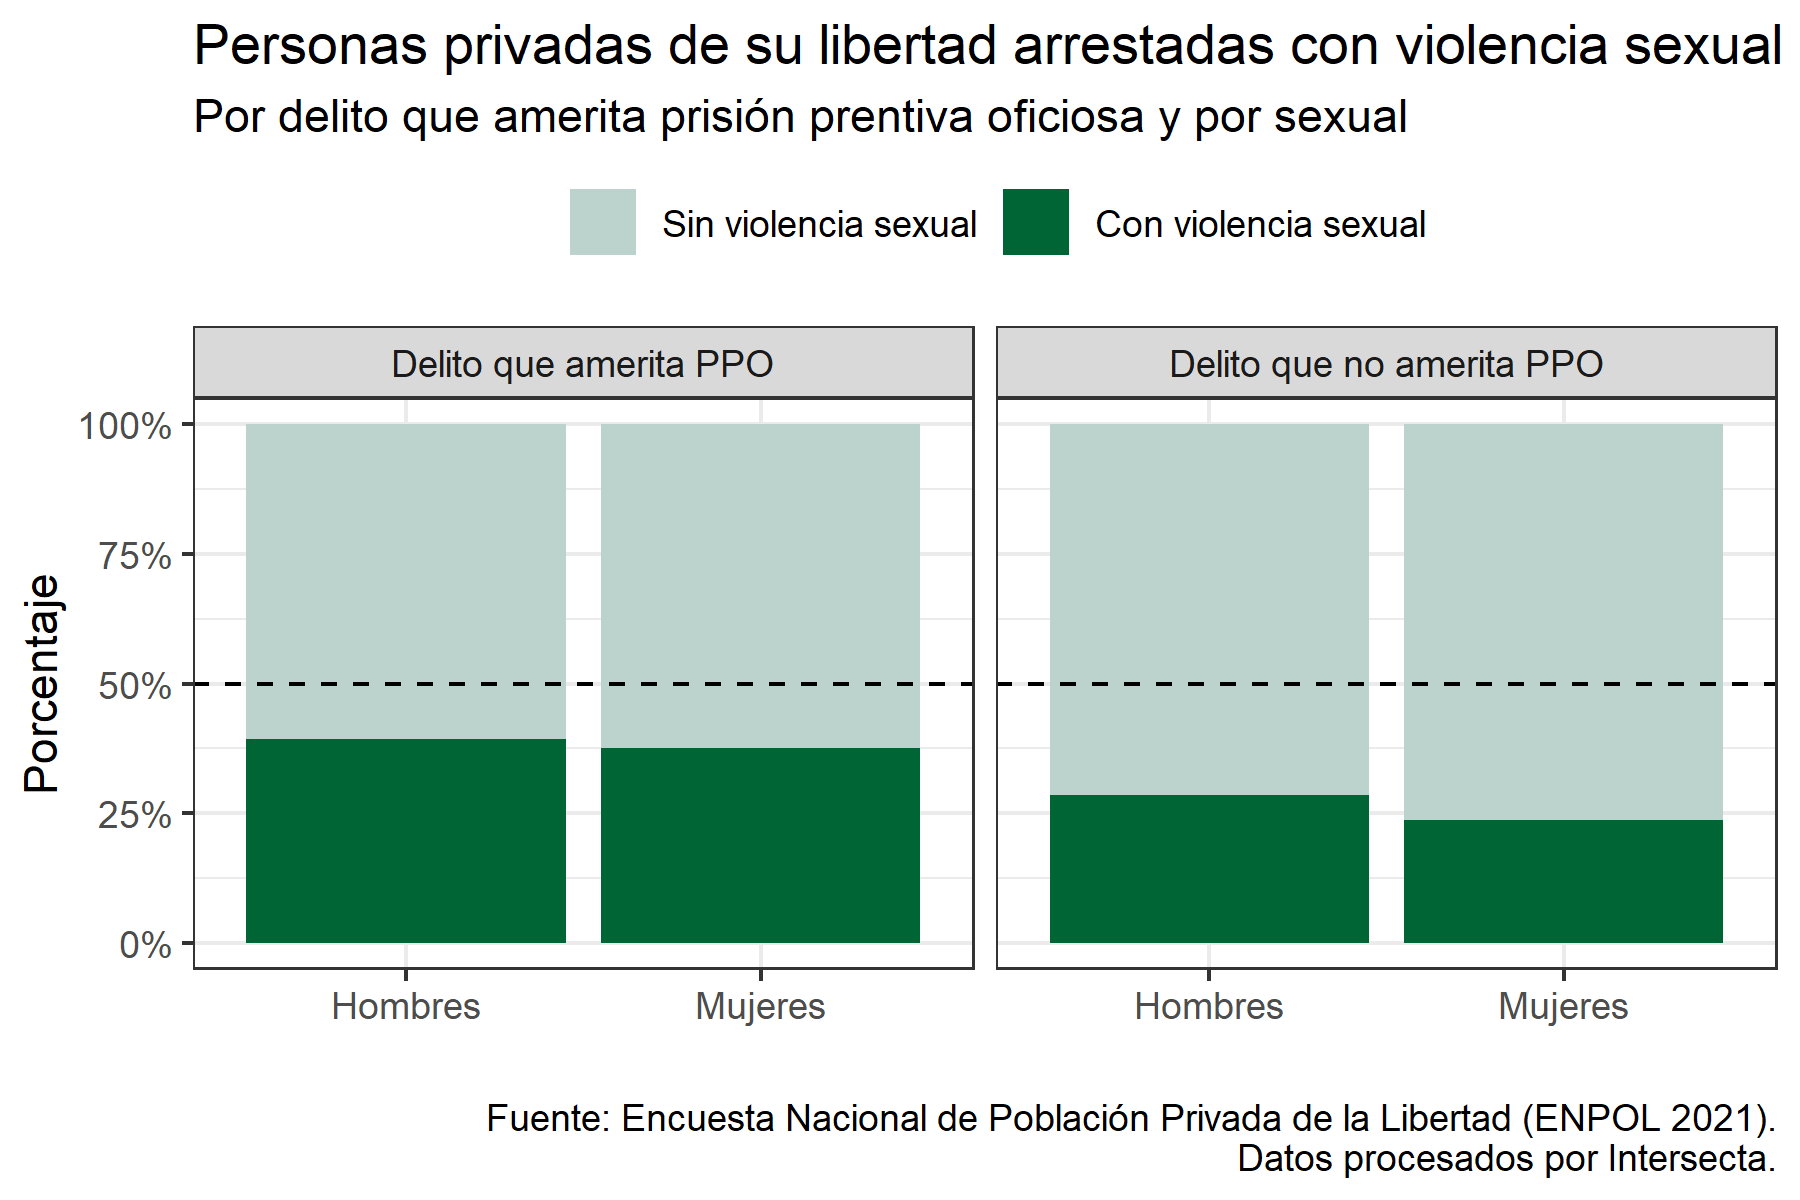 Personas privadas de su libertad arrestadas con violencia sexual
Por delito que amerita prisión prentiva oficiosa y por sexual
Sin violencia sexual
Con violencia sexual
Delito que amerita PPO
Delito que no amerita PPO
Porcentaje
100%
75%
50%
25%
0%
Hombres
Mujeres
Hombres
Mujeres
Fuente: Encuesta Nacional de Población Privada de la Libertad (ENPOL 2021).
Datos procesados por Intersecta.